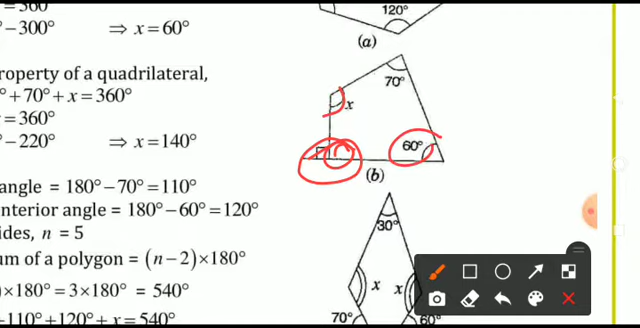 = 360°
120°
° – 300° ⇒ x = 60°
(a)
roperty of a quadrilateral,
° + 70° + x = 360°
70°
x
= 360°
° – 220° ⇒ x = 140°
60°
(b)
angle = 180° – 70° = 110°
nterior angle = 180° – 60° = 120°
ides, n = 5
30°
um of a polygon = (n – 2) × 180°
) × 180° = 3 × 180° = 540°
x x
– 110° + 120° + x = 540°
70° 60°